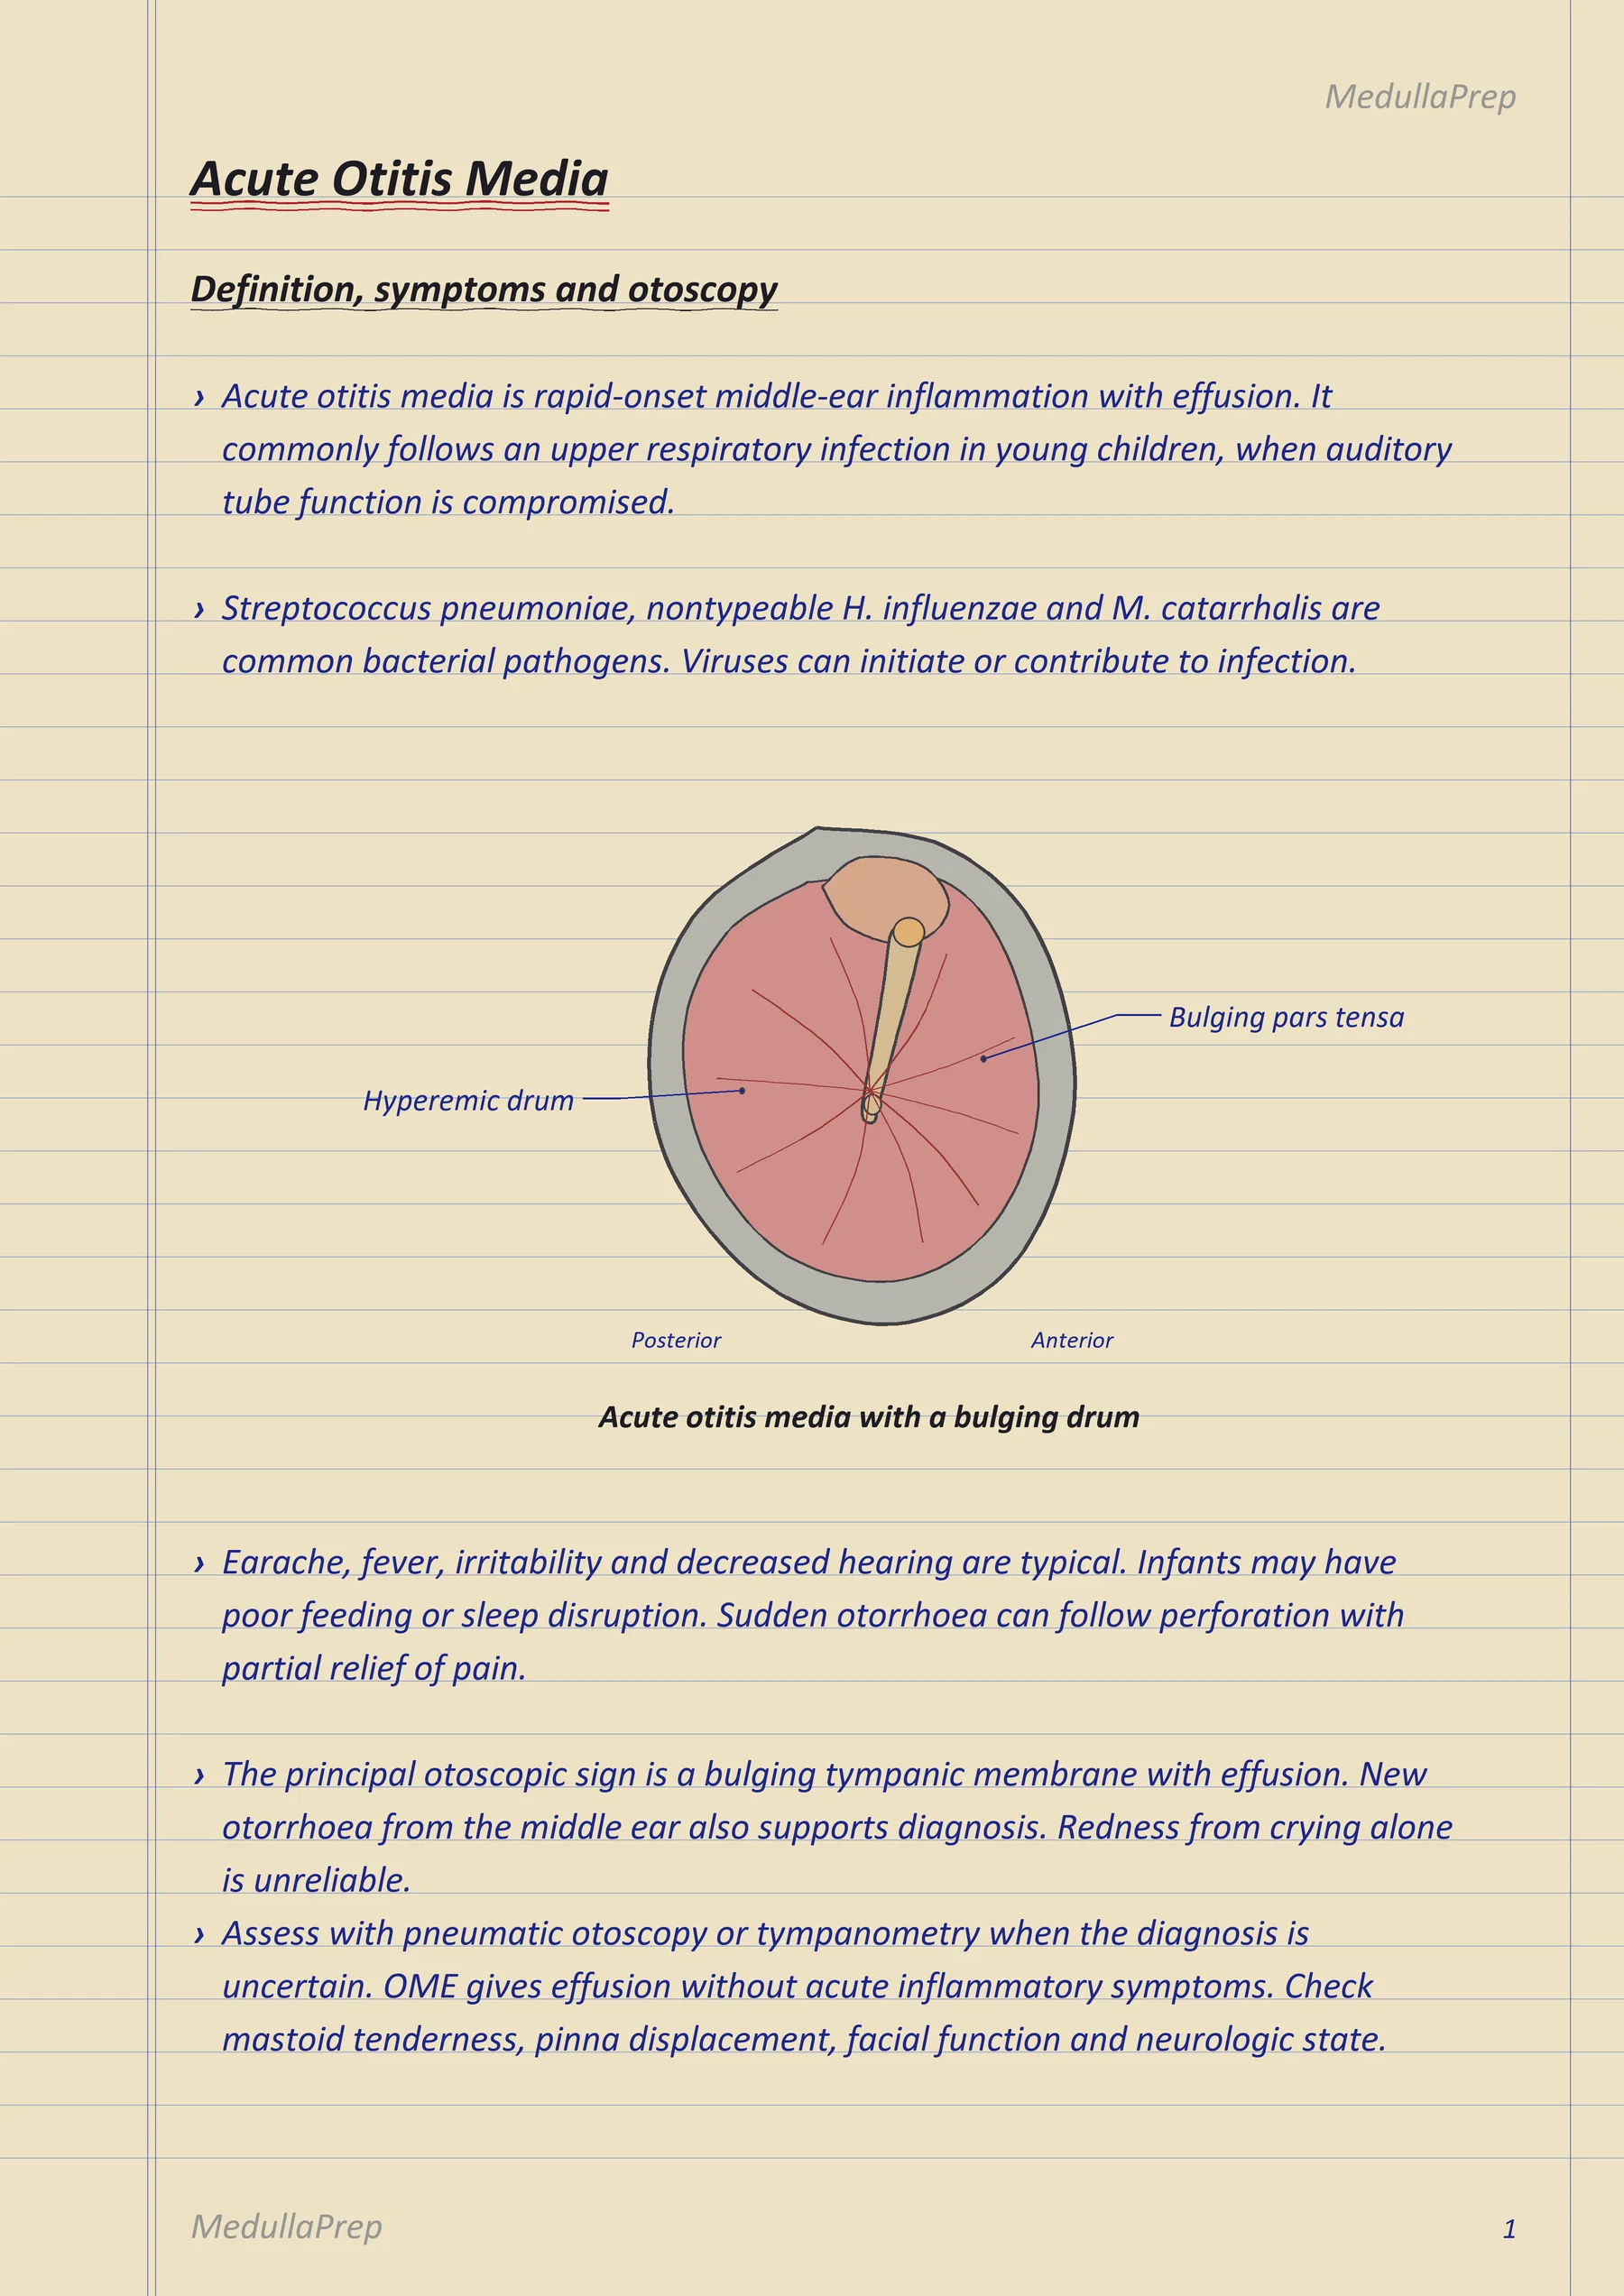 MedullaPrep
Acute Otitis Media
Definition, symptoms and otoscopy
› Acute otitis media is rapid-onset middle-ear inflammation with effusion. It
commonly follows an upper respiratory infection in young children, when auditory
tube function is compromised.
› Streptococcus pneumoniae, nontypeable H. influenzae and M. catarrhalis are
common bacterial pathogens. Viruses can initiate or contribute to infection.
Bulging pars tensa
Hyperemic drum
Posterior
Anterior
Acute otitis media with a bulging drum
› Earache, fever, irritability and decreased hearing are typical. Infants may have
poor feeding or sleep disruption. Sudden otorrhoea can follow perforation with
partial relief of pain.
› The principal otoscopic sign is a bulging tympanic membrane with effusion. New
otorrhoea from the middle ear also supports diagnosis. Redness from crying alone
is unreliable.
› Assess with pneumatic otoscopy or tympanometry when the diagnosis is
uncertain. OME gives effusion without acute inflammatory symptoms. Check
mastoid tenderness, pinna displacement, facial function and neurologic state.
MedullaPrep
1